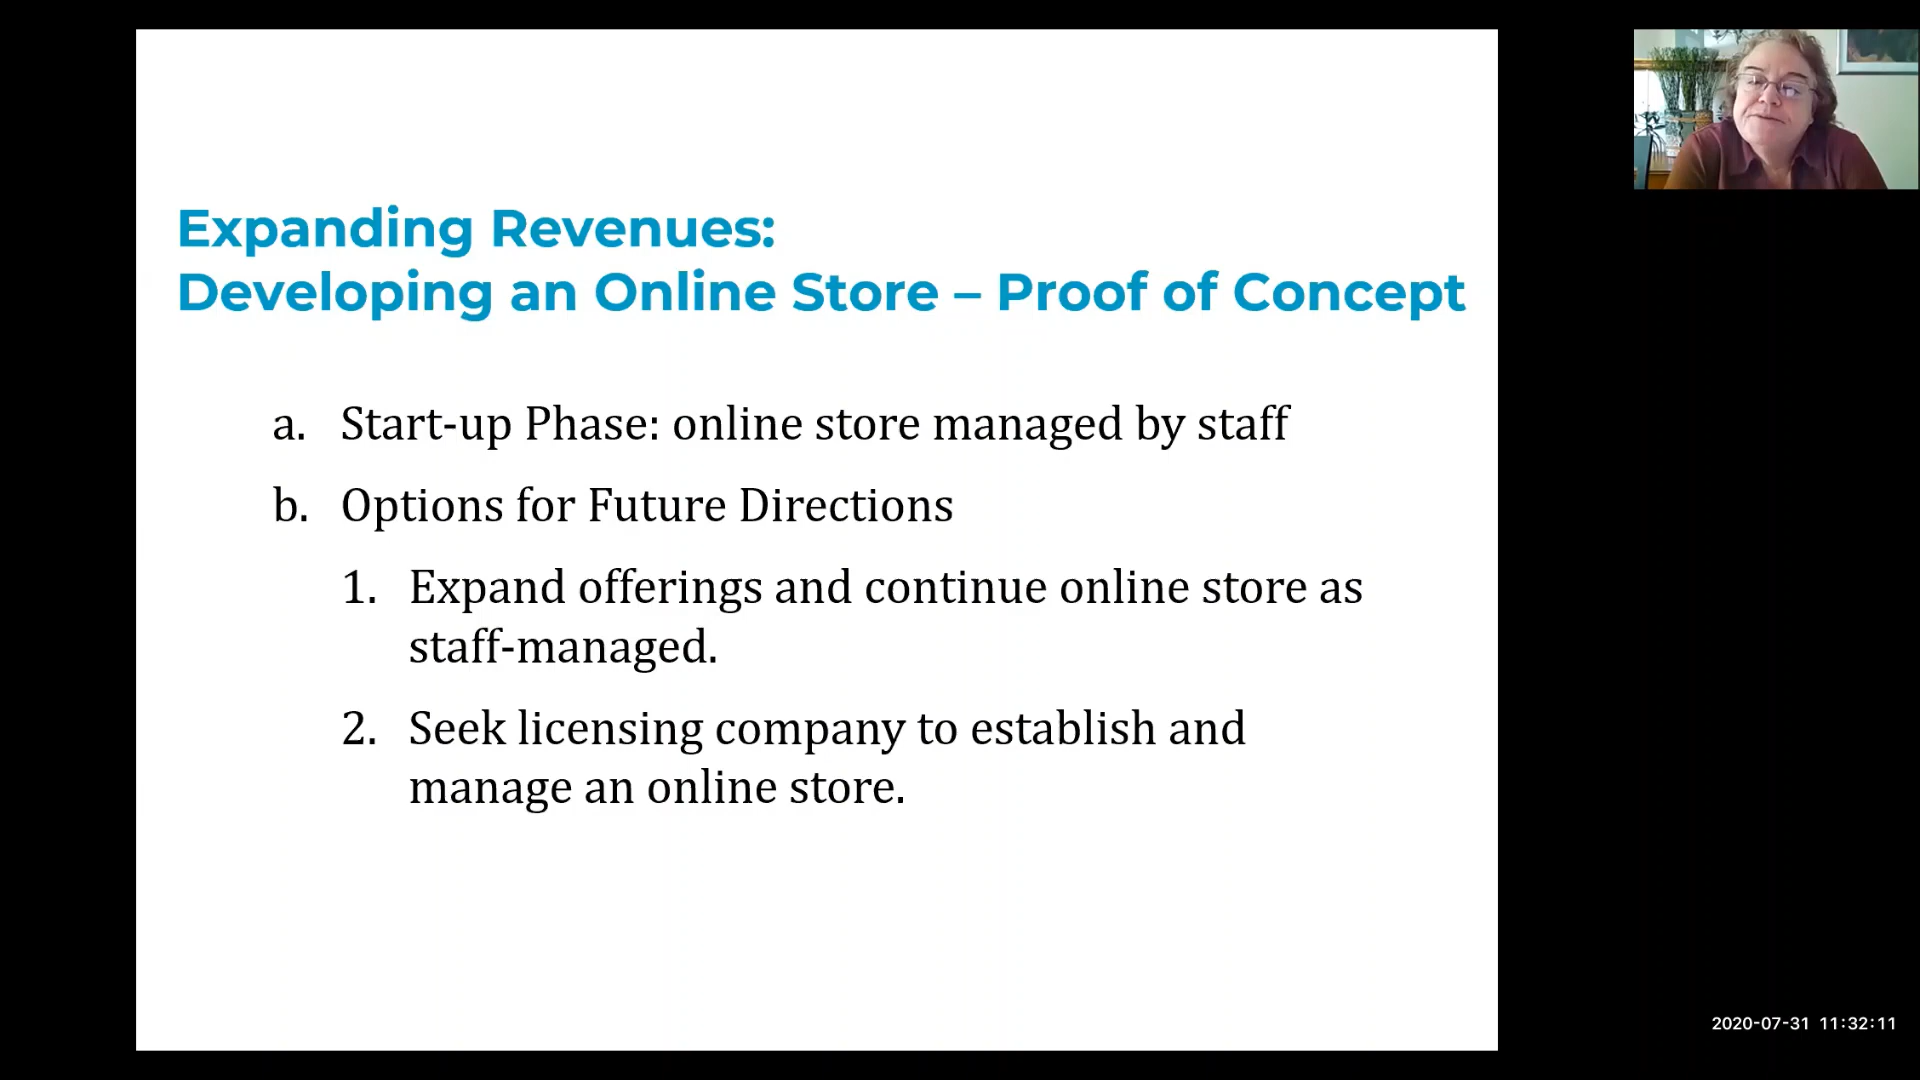 Expanding Revenues:
Developing an Online Store – Proof of Concept
a. Start-up Phase: online store managed by staff
b. Options for Future Directions
1. Expand offerings and continue online store as
staff-managed.
2. Seek licensing company to establish and
manage an online store.
2020-07-31 11:32:11